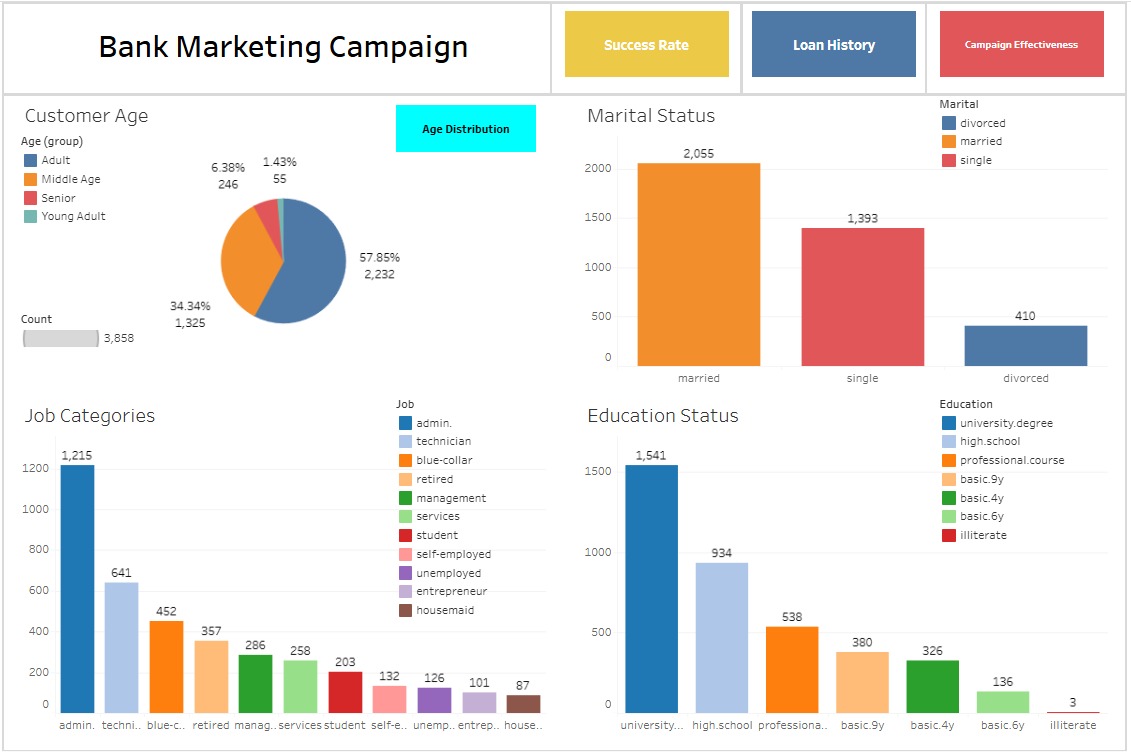 Bank Marketing Campaign
Success Rate
Loan History
Campaign Effectiveness
Customer Age
Age Distribution
Age (group)
Adult
Middle Age
Senior
Young Adult
6.38%
246
1.43%
55
57.85%
2,232
34.34%
1,325
Count
3,858
Marital Status
Marital
divorced
married
single
2000
1500
1000
500
0
2,055
1,393
410
married
single
divorced
Job Categories
Job
admin.
technician
blue-collar
retired
management
services
student
self-employed
unemployed
entrepreneur
housemaid
1200
1000
800
600
400
200
0
1,215
641
452
357
286
258
203
132
126
101
87
admin.
techni..
blue-c..
retired
manag..
services
student
self-e..
unemp..
entrep..
house..
Education Status
Education
university.degree
high.school
professional.course
basic.9y
basic.4y
basic.6y
illiterate
1500
1000
500
0
1,541
934
538
380
326
136
3
university...
high.school
professiona..
basic.9y
basic.4y
basic.6y
illiterate